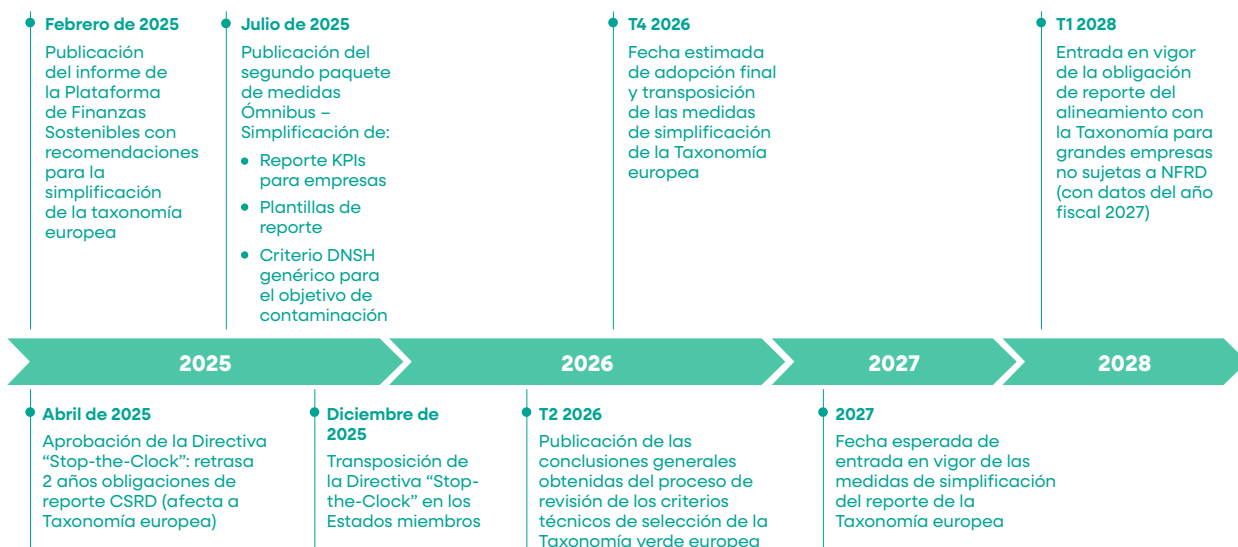 Febrero de 2025
Publicación
del informe de
la Plataforma
de Finanzas
Sostenibles con
recomendaciones
para la
simplificación
de la taxonomía
europea
Julio de 2025
Publicación del
segundo paquete
de medidas
Ómnibus –
Simplificación de:
• Reporte KPIs
para empresas
• Plantillas de
reporte
• Criterio DNSH
genérico para
el objetivo de
contaminación
T4 2026
Fecha estimada
de adopción final
y transposición
de las medidas
de simplificación
de la Taxonomía
europea
T1 2028
Entrada en vigor
de la obligación
de reporte del
alineamiento con
la Taxonomía para
grandes empresas
no sujetas a NFRD
(con datos del año
fiscal 2027)
2025
2026
2027
2028
Abril de 2025
Aprobación de la Directiva
“Stop-the-Clock”: retrasa
2 años obligaciones de
reporte CSRD (afecta a
Taxonomía europea)
Diciembre de
2025
Transposición de
la Directiva “Stop-
the-Clock” en los
Estados miembros
T2 2026
Publicación de las
conclusiones generales
obtenidas del proceso de
revisión de los criterios
técnicos de selección de la
Taxonomía verde europea
2027
Fecha esperada de
entrada en vigor de las
medidas de simplificación
del reporte de la
Taxonomía europea